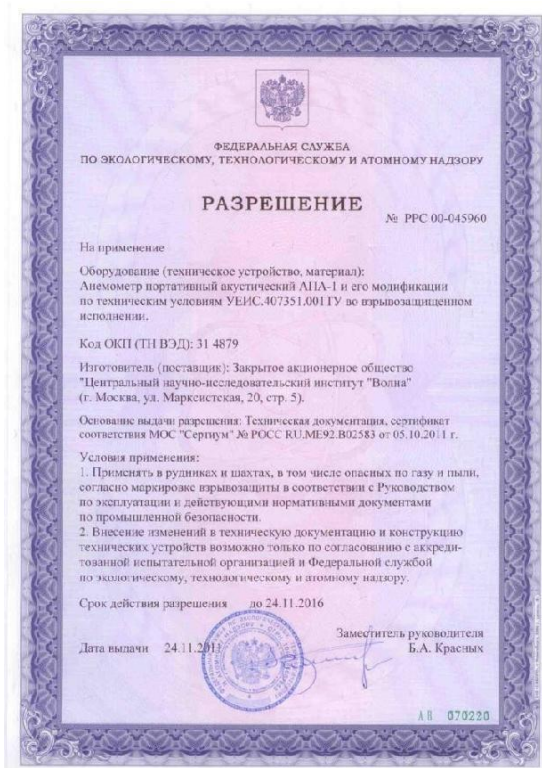 ФЕДЕРАЛЬНАЯ СЛУЖБА
ПО ЭКОЛОГИЧЕСКОМУ, ТЕХНОЛОГИЧЕСКОМУ И АТОМНОМУ НАДЗОРУ
РАЗРЕШЕНИЕ
№ РРС 00-045960
На применение
Оборудование (техническое устройство, материал):
Анемометр портативный акустический АПА-1 и его модификации
по техническим условиям УЕИС.407351.001 ТУ во взрывозащищенном
исполнении.
Код ОКП (ТН ВЭД): 31 4879
Изготовитель (поставщик): Закрытое акционерное общество
"Центральный научно-исследовательский институт "Волна"
(г. Москва, ул. Марксистская, 20, стр. 5).
Основание выдачи разрешения: Техническая документация, сертификат
соответствия МОС "Сертиум" № РОСС RU.МЕ92.В02583 от 05.10.2011 г.
Условия применения:
1. Применять в рудниках и шахтах, в том числе опасных по газу и пыли,
согласно маркировке взрывозащиты в соответствии с Руководством
по эксплуатации и действующими нормативными документами
по промышленной безопасности.
2. Внесение изменений в техническую документацию и конструкцию
технических устройств возможно только по согласованию с аккреди-
тованной испытательной организацией и Федеральной службой
по экологическому, технологическому и атомному надзору.
Срок действия разрешения до 24.11.2016
Заместитель руководителя
Дата выдачи 24.11.2011 Б.А. Красных
АВ 070220